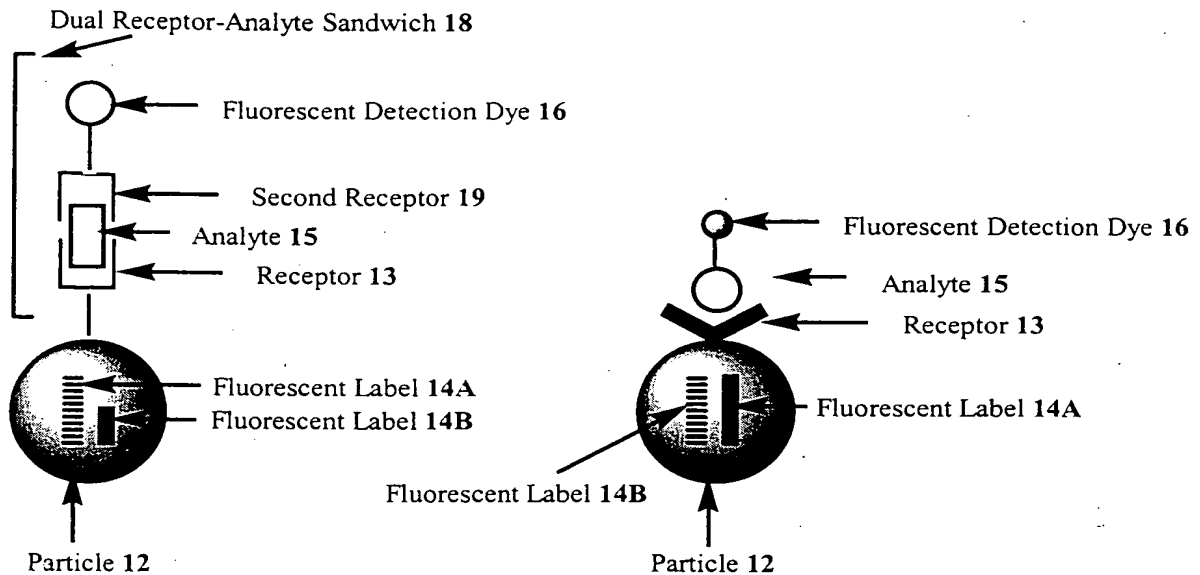 Dual Receptor-Analyte Sandwich 18
Fluorescent Detection Dye 16
Second Receptor 19
Analyte 15
Receptor 13
Fluorescent Label 14A
Fluorescent Label 14B
Particle 12
Fluorescent Detection Dye 16
Analyte 15
Receptor 13
Fluorescent Label 14A
Fluorescent Label 14B
Particle 12